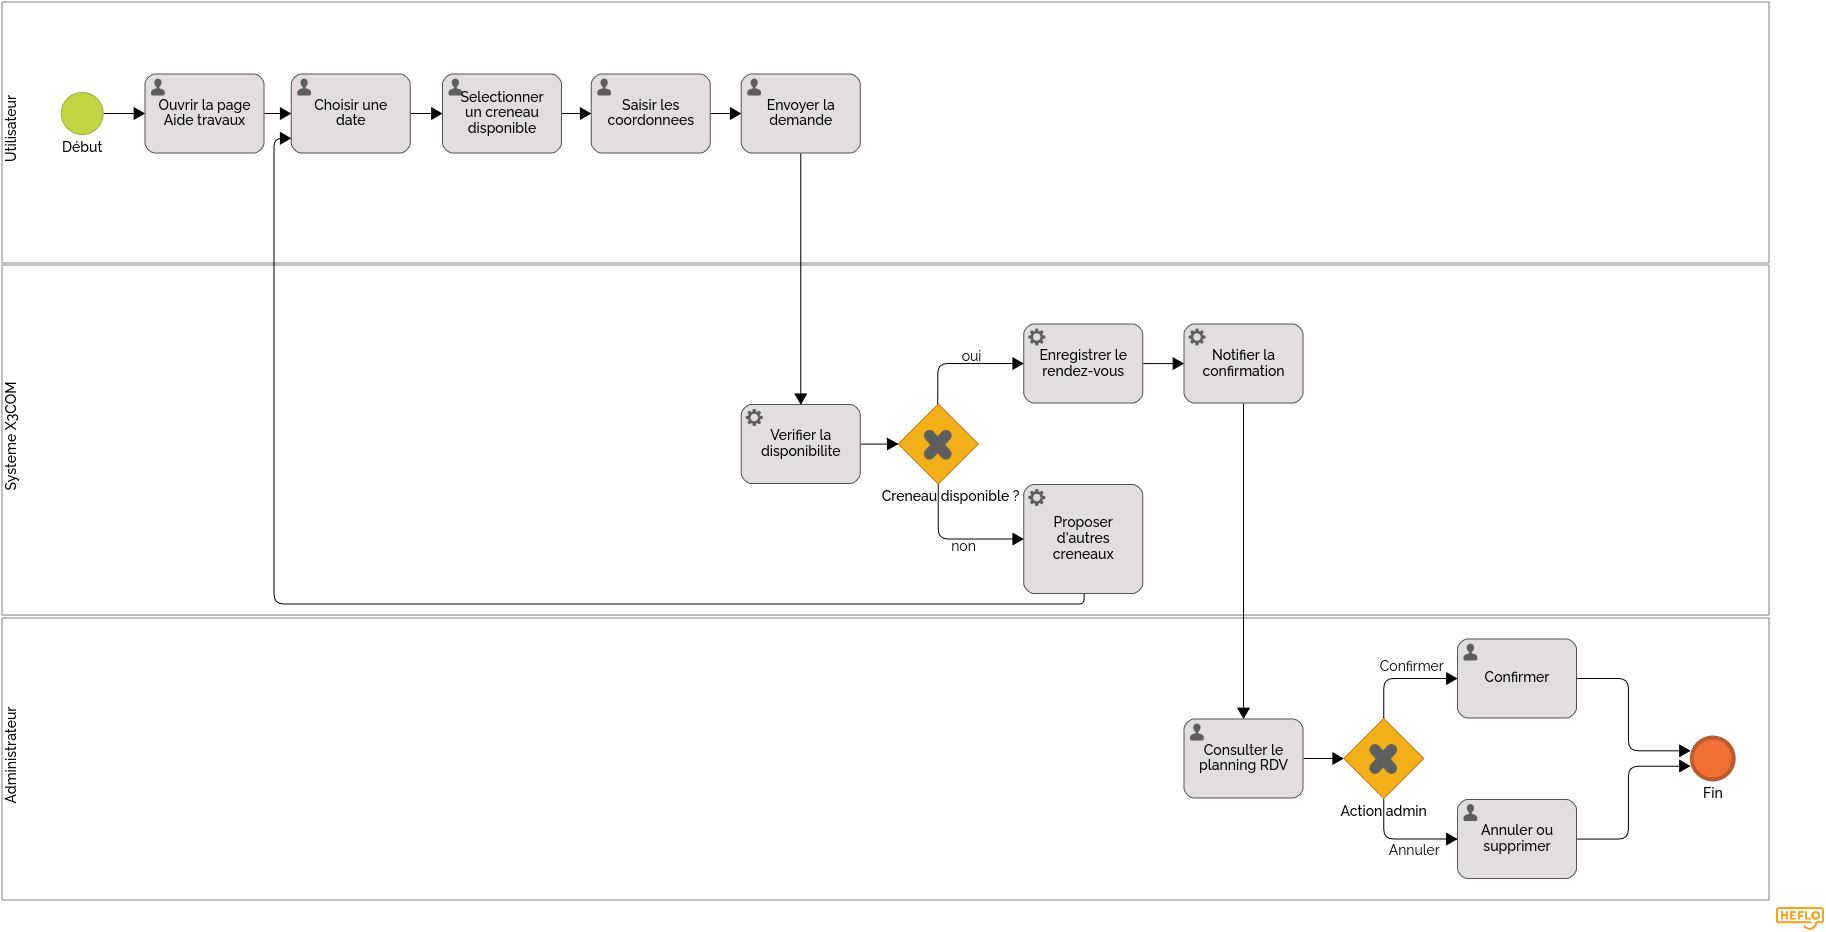 Utilisateur
Début
Ouvrir la page
Aide travaux
Choisir une
date
Selectionner
un creneau
disponible
Saisir les
coordonnees
Envoyer la
demande
Systeme X3COM
Verifier la
disponibilite
Creneau disponible ?
oui
Enregistrer le
rendez-vous
Notifier la
confirmation
non
Proposer
d'autres
creneaux
Administrateur
Consulter le
planning RDV
Action admin
Confirmer
Confirmer
Annuler
Annuler ou
supprimer
Fin
HEFLO